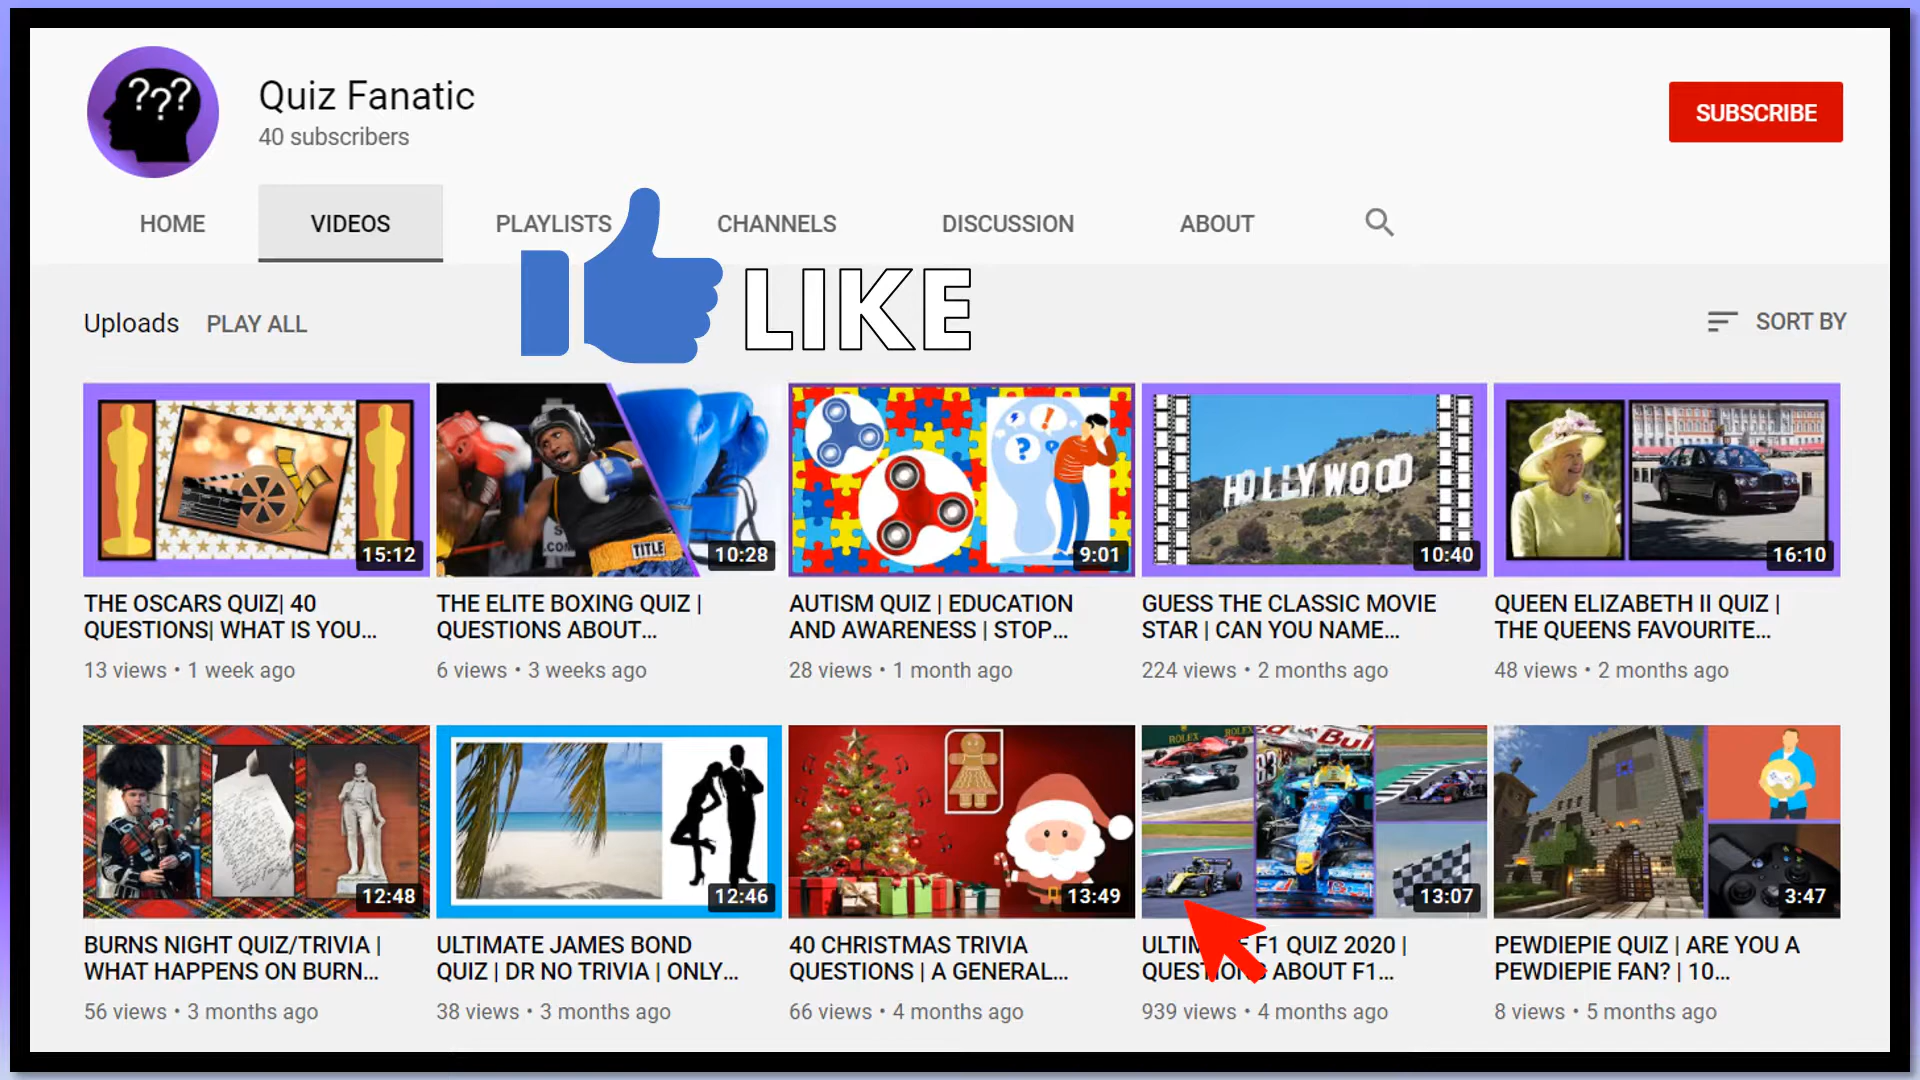 ???
Quiz Fanatic
40 subscribers
SUBSCRIBE
HOME
VIDEOS
PLAYLISTS
CHANNELS
DISCUSSION
ABOUT
LIKE
Uploads PLAY ALL
SORT BY
TITLE
HOLLYWOOD
ROLEX
ROLEX
15:12
10:28
9:01
10:40
16:10
THE OSCARS QUIZ| 40
QUESTIONS| WHAT IS YOU...
13 views • 1 week ago
THE ELITE BOXING QUIZ |
QUESTIONS ABOUT...
6 views • 3 weeks ago
AUTISM QUIZ | EDUCATION
AND AWARENESS | STOP...
28 views • 1 month ago
GUESS THE CLASSIC MOVIE
STAR | CAN YOU NAME...
224 views • 2 months ago
QUEEN ELIZABETH II QUIZ |
THE QUEENS FAVOURITE...
48 views • 2 months ago
12:48
12:46
13:49
13:07
3:47
BURNS NIGHT QUIZ/TRIVIA |
WHAT HAPPENS ON BURN...
56 views • 3 months ago
ULTIMATE JAMES BOND
QUIZ | DR NO TRIVIA | ONLY...
38 views • 3 months ago
40 CHRISTMAS TRIVIA
QUESTIONS | A GENERAL...
66 views • 4 months ago
ULTIMATE F1 QUIZ 2020 |
QUESTIONS ABOUT F1...
939 views • 4 months ago
PEWDIEPIE QUIZ | ARE YOU A
PEWDIEPIE FAN? | 10...
8 views • 5 months ago